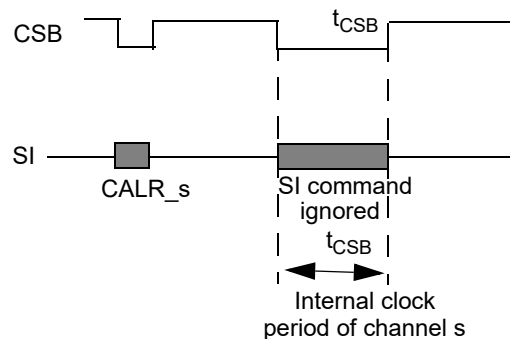 CSB
tCSB
SI
CALR_s
SI command
ignored
tCSB
Internal clock
period of channel s